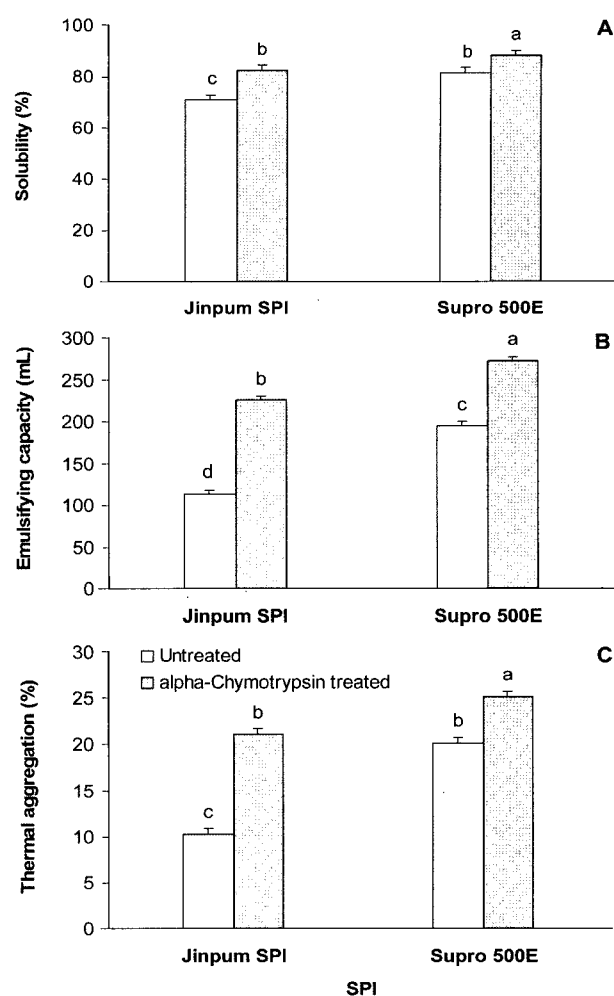 A
Solubility (%)
100
80
60
40
20
0
c
b
b
a
Jinpum SPI
Supro 500E
B
Emulsifying capacity (mL)
300
250
200
150
100
50
0
d
b
c
a
Jinpum SPI
Supro 500E
C
Thermal aggregation (%)
30
25
20
15
10
5
0
Untreated
alpha-Chymotrypsin treated
c
b
b
a
Jinpum SPI
Supro 500E
SPI